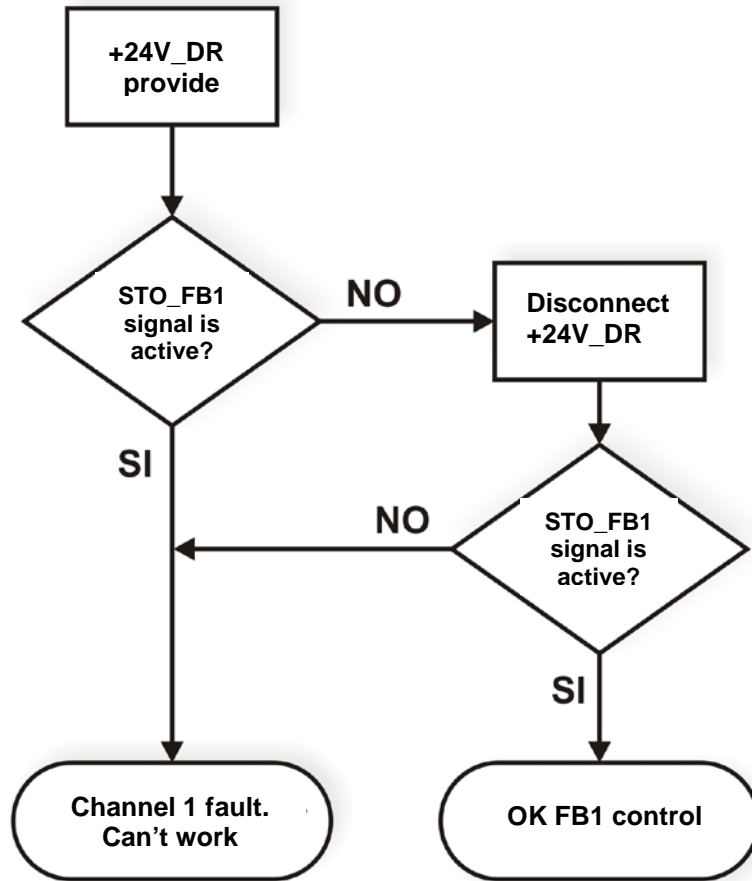 +24V_DR
provide
STO_FB1
signal is
active?
NO
Disconnect
+24V_DR
SI
NO
STO_FB1
signal is
active?
SI
Channel 1 fault.
Can't work
OK FB1 control